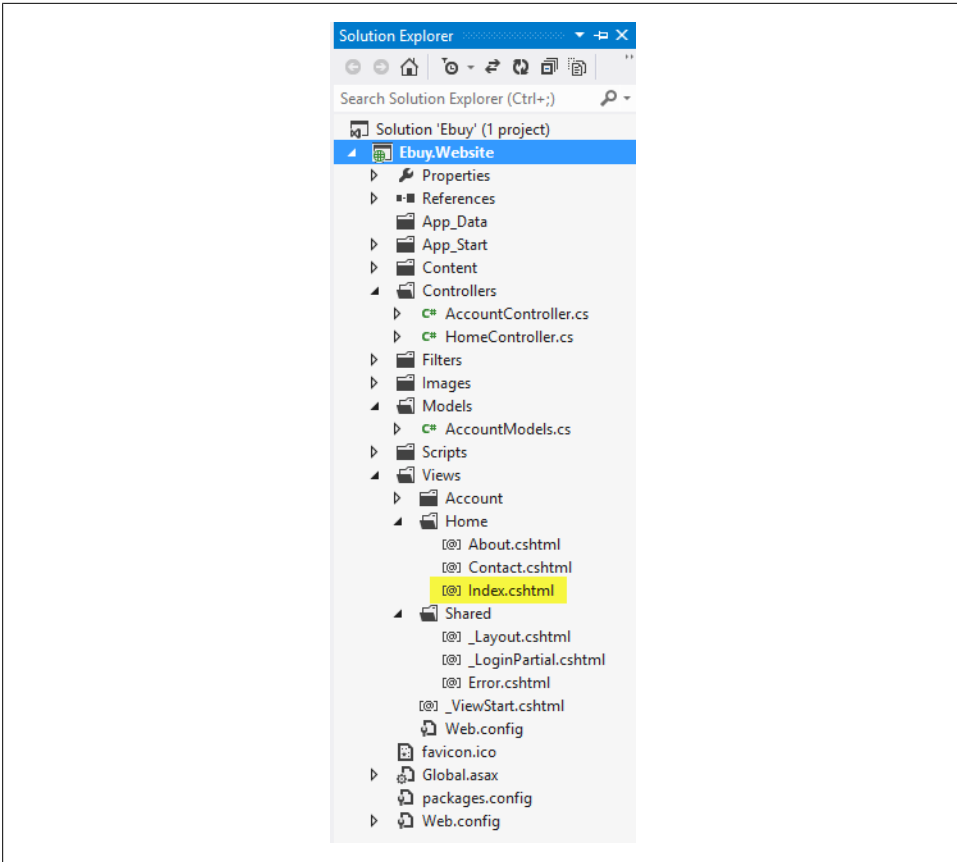 Solution Explorer
Search Solution Explorer (Ctrl+;)
Solution 'Ebuy' (1 project)
Ebuy.Website
Properties
References
App_Data
App_Start
Content
Controllers
C# AccountController.cs
C# HomeController.cs
Filters
Images
Models
C# AccountModels.cs
Scripts
Views
Account
Home
[@] About.cshtml
[@] Contact.cshtml
[@] Index.cshtml
Shared
[@] _Layout.cshtml
[@] _LoginPartial.cshtml
[@] Error.cshtml
[@] _ViewStart.cshtml
Web.config
favicon.ico
Global.asax
packages.config
Web.config